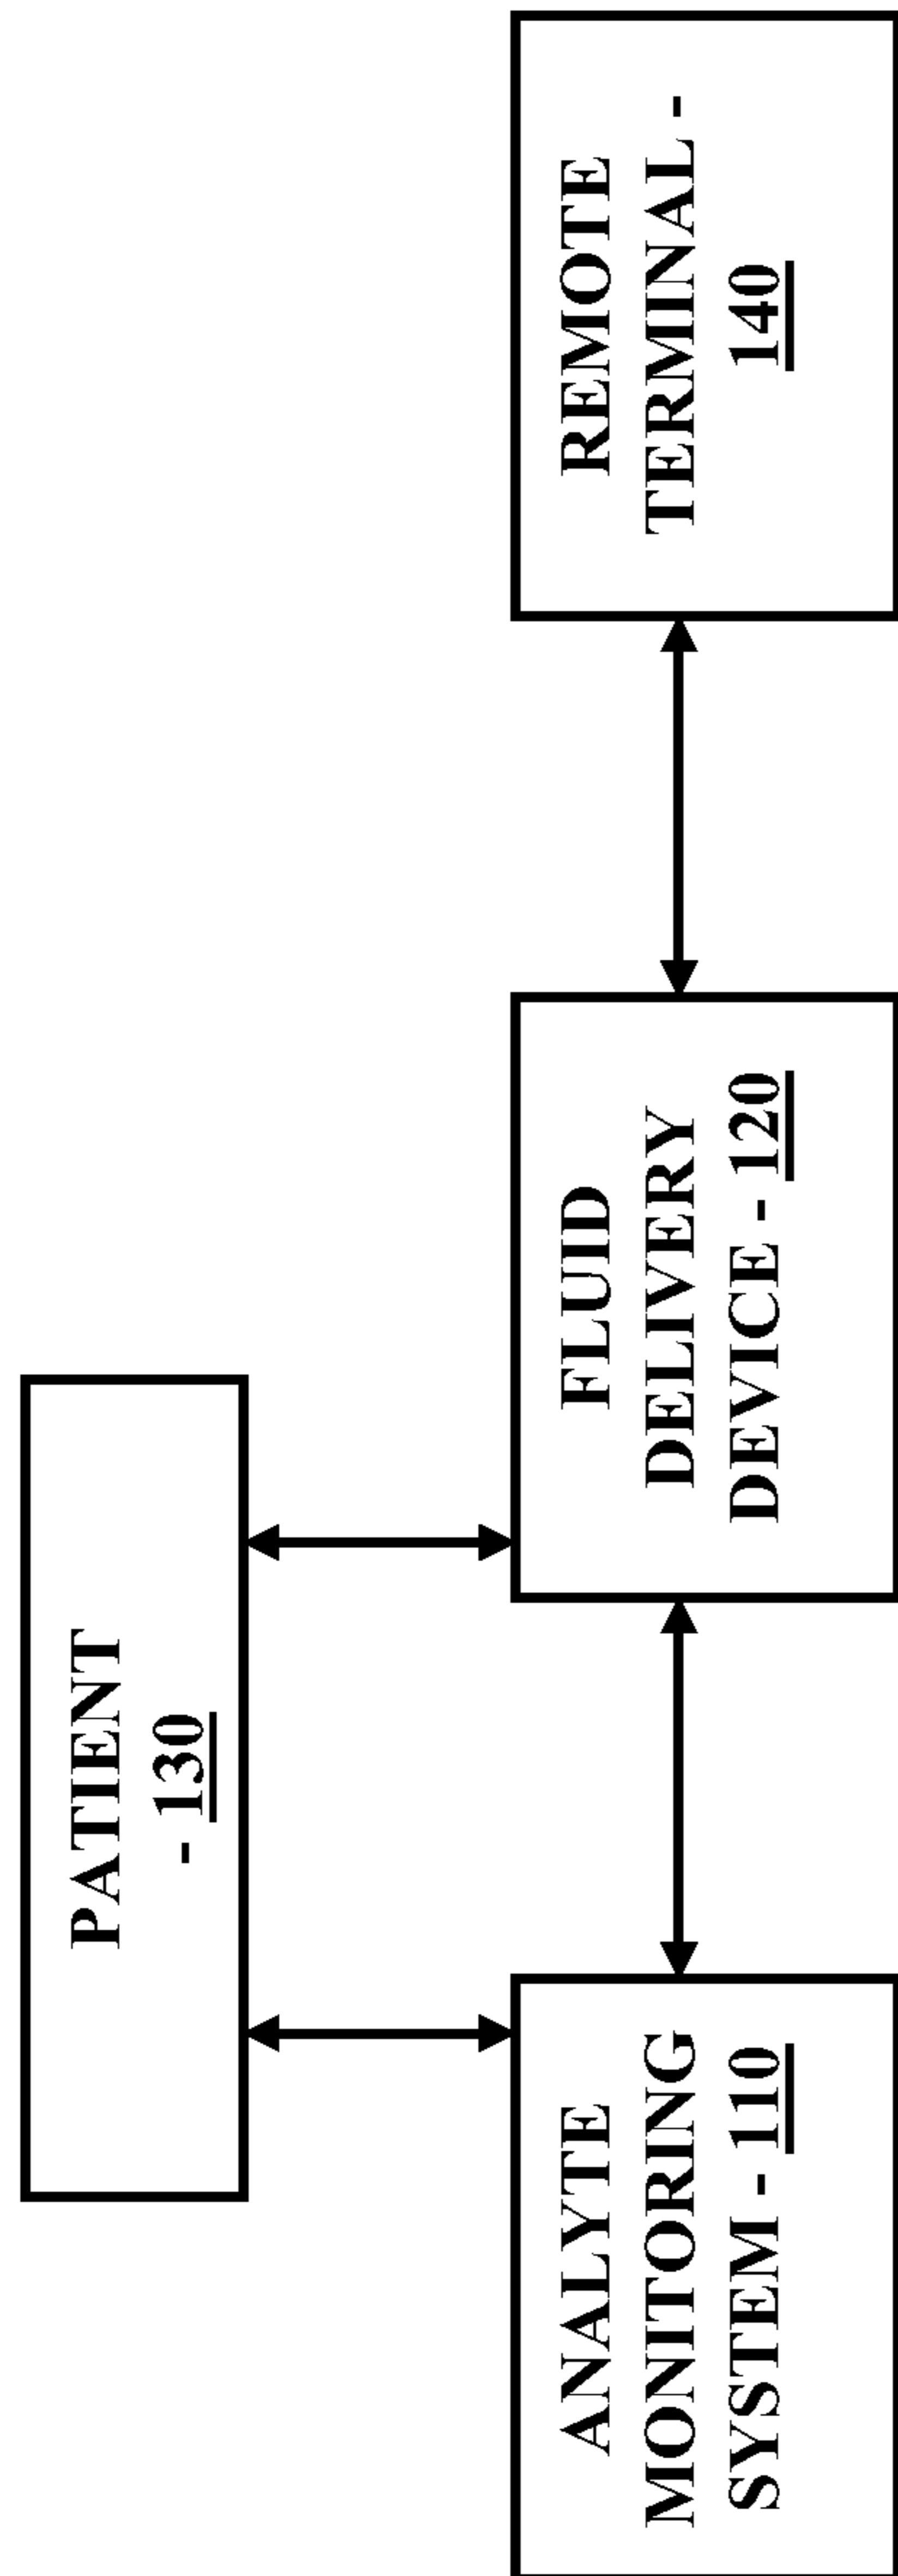 PATIENT
- 130
ANALYTE
MONITORING
SYSTEM - 110
FLUID
DELIVERY
DEVICE - 120
REMOTE
TERMINAL -
140